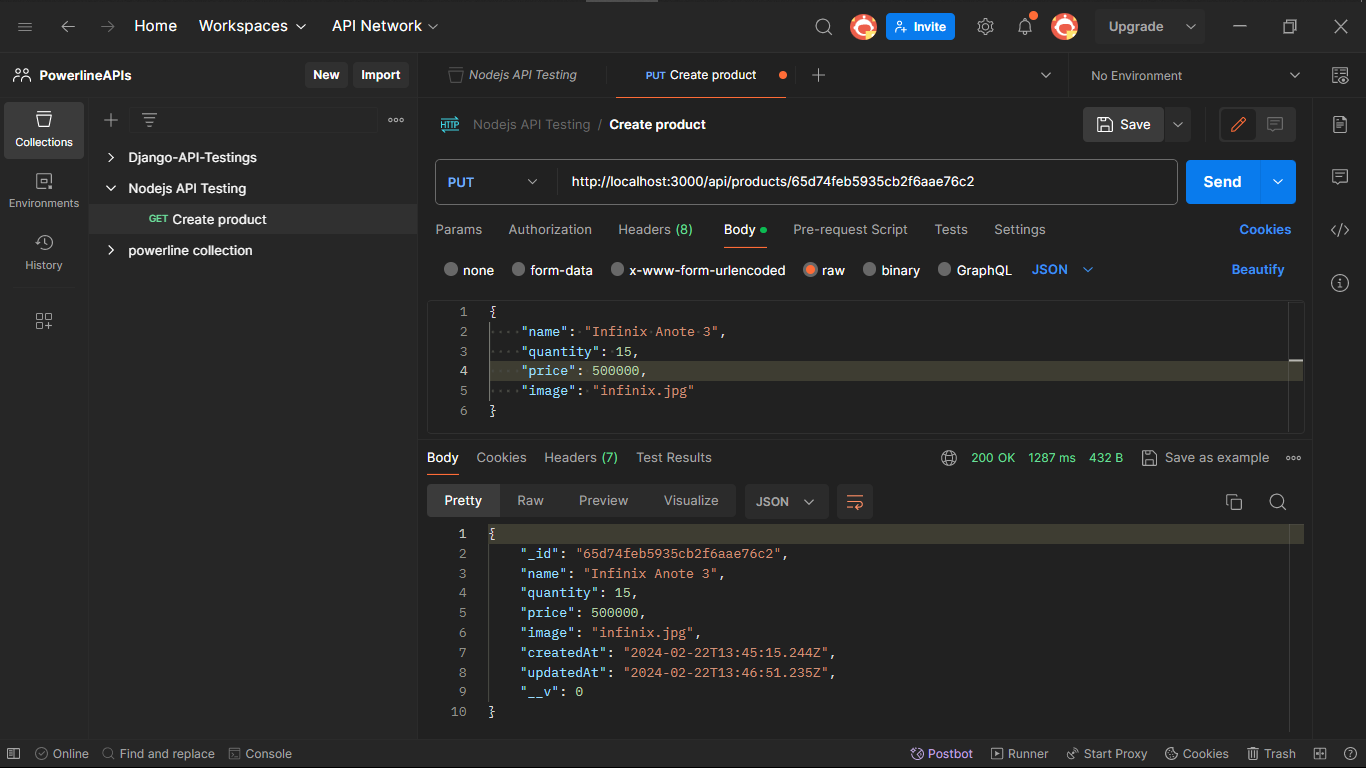 Home Workspaces API Network Invite Upgrade
PowerlineAPIs New Import Nodejs API Testing PUT Create product No Environment
Collections
Environments
History
Django-API-Testings
Nodejs API Testing
GET Create product
powerline collection
HTTP Nodejs API Testing / Create product Save
PUT http://localhost:3000/api/products/65d74feb5935cb2f6aae76c2 Send
Params Authorization Headers (8) Body Pre-request Script Tests Settings Cookies
none form-data x-www-form-urlencoded raw binary GraphQL JSON Beautify
1 {
2 "name": "Infinix Anote 3",
3 "quantity": 15,
4 "price": 500000,
5 "image": "infinix.jpg"
6 }
Body Cookies Headers (7) Test Results 200 OK 1287 ms 432 B Save as example
Pretty Raw Preview Visualize JSON
1 {
2 "_id": "65d74feb5935cb2f6aae76c2",
3 "name": "Infinix Anote 3",
4 "quantity": 15,
5 "price": 500000,
6 "image": "infinix.jpg",
7 "createdAt": "2024-02-22T13:45:15.244Z",
8 "updatedAt": "2024-02-22T13:46:51.235Z",
9 "__v": 0
10 }
Online Find and replace Console Postbot Runner Start Proxy Cookies Trash